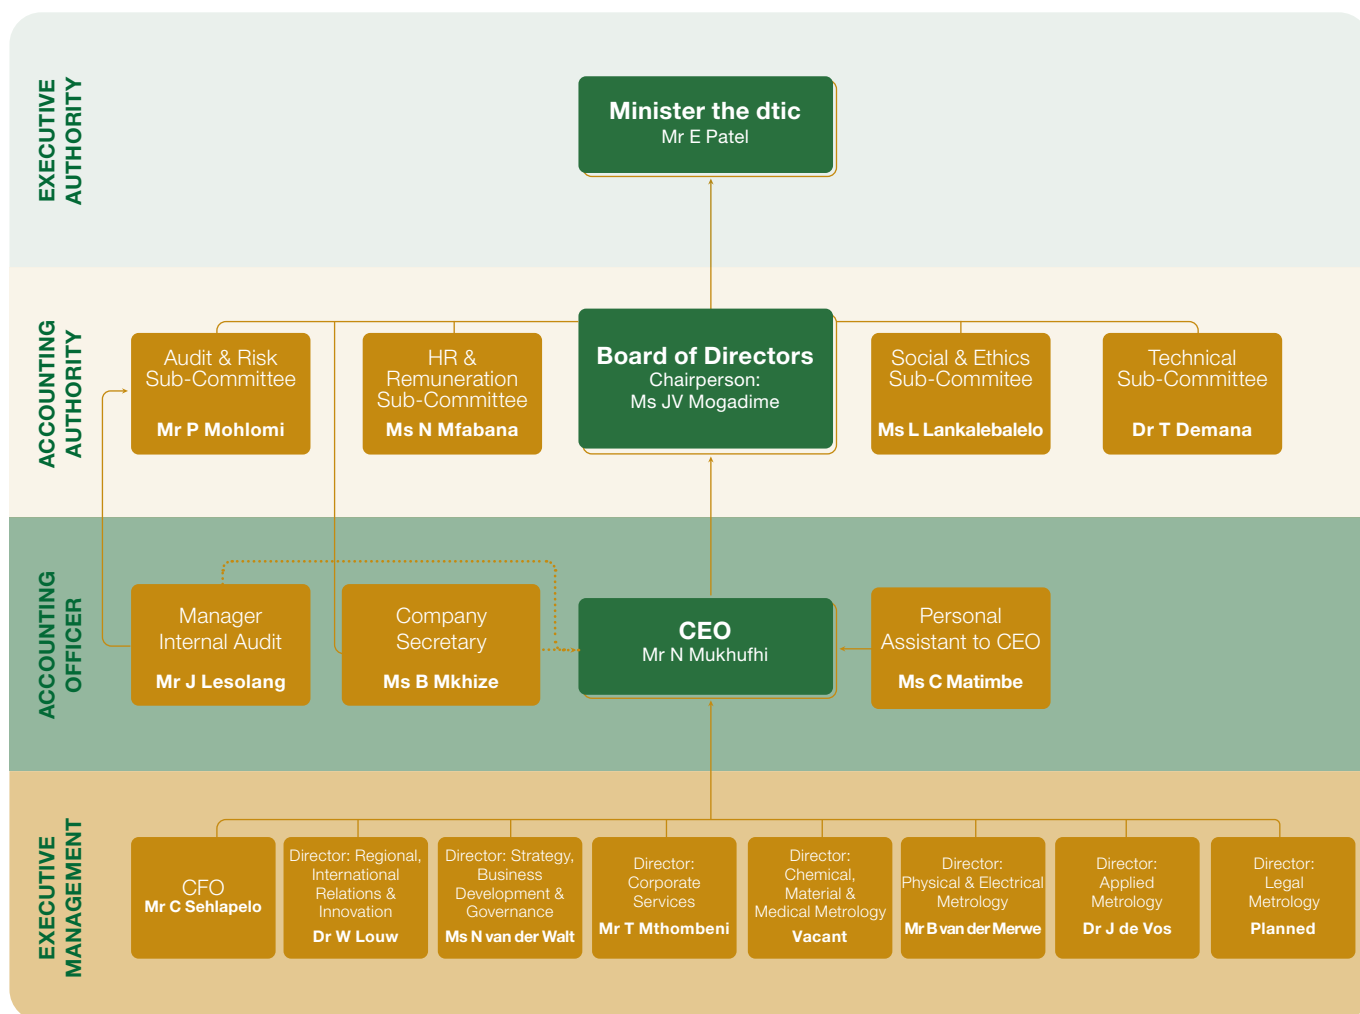 EXECUTIVE
AUTHORITY
Minister the dtic
Mr E Patel
ACCOUNTING
AUTHORITY
Audit & Risk
Sub-Committee
Mr P Mohlomi
HR &
Remuneration
Sub-Committee
Ms N Mfabana
Board of Directors
Chairperson:
Ms JV Mogadime
Social & Ethics
Sub-Commitee
Ms L Lankalebalelo
Technical
Sub-Committee
Dr T Demana
ACCOUNTING
OFFICER
Manager
Internal Audit
Mr J Lesolang
Company
Secretary
Ms B Mkhize
CEO
Mr N Mukhufhi
Personal
Assistant to CEO
Ms C Matimbe
EXECUTIVE
MANAGEMENT
CFO
Mr C Sehlapelo
Director: Regional,
International
Relations &
Innovation
Dr W Louw
Director: Strategy,
Business
Development &
Governance
Ms N van der Walt
Director:
Corporate
Services
Mr T Mthombeni
Director:
Chemical,
Material &
Medical Metrology
Vacant
Director:
Physical & Electrical
Metrology
Mr B van der Merwe
Director:
Applied
Metrology
Dr J de Vos
Director:
Legal
Metrology
Planned